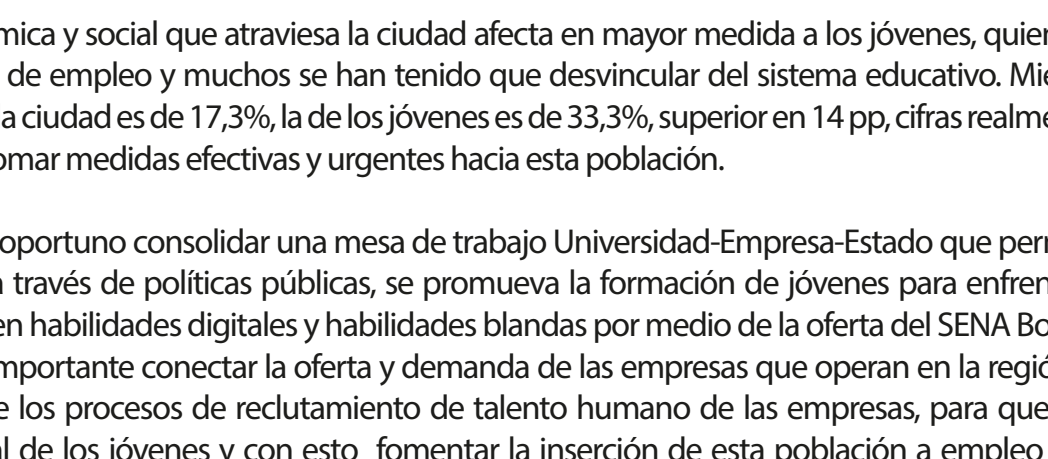 mica y social que atraviesa la ciudad afecta en mayor medida a los jóvenes, quien
de empleo y muchos se han tenido que desvincular del sistema educativo. Mie
a ciudad es de 17,3%, la de los jóvenes es de 33,3%, superior en 14 pp, cifras realme
omar medidas efectivas y urgentes hacia esta población.
oportuno consolidar una mesa de trabajo Universidad-Empresa-Estado que perm
través de políticas públicas, se promueva la formación de jóvenes para enfren
en habilidades digitales y habilidades blandas por medio de la oferta del SENA Bo
mportante conectar la oferta y demanda de las empresas que operan en la regió
e los procesos de reclutamiento de talento humano de las empresas, para que
al de los jóvenes y con esto fomentar la inserción de esta población a empleo